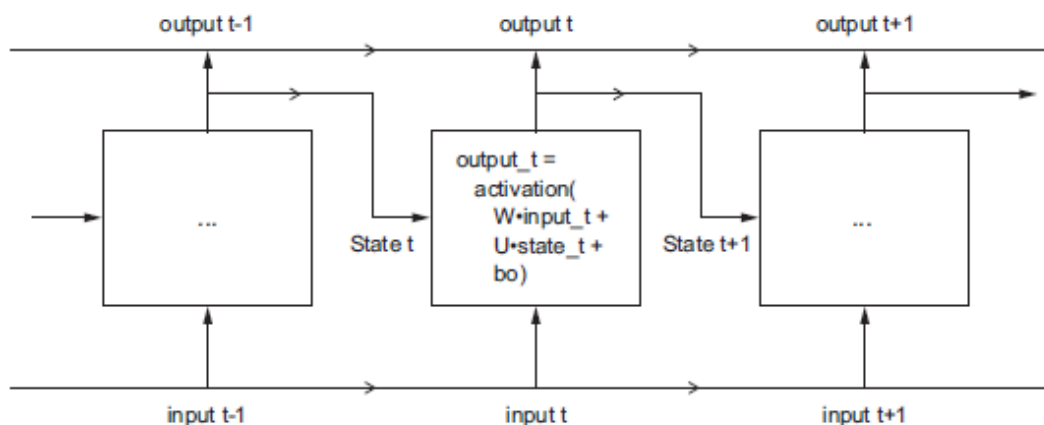 output t-1
output t
output t+1
output_t =
activation(
W•input_t +
U•state_t +
bo)
...
...
State t
State t+1
input t-1
input t
input t+1